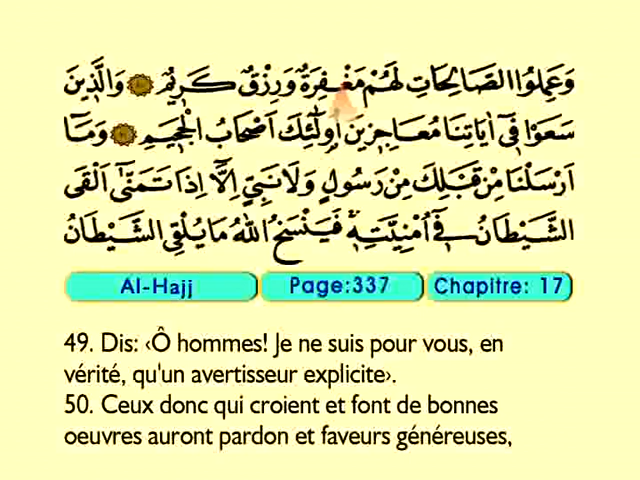 وَعَمِلُوا الصَّالِحَاتِ لَهُمْ مَغْفِرَةٌ وَرِزْقٌ كَرِيمٌ وَالَّذِينَ
سَعَوْا فِٓى اٰيَاتِنَا مُعَاجِزِينَ اُولٰٓئِكَ اَصْحَابُ الْجَحِيمِ وَمَٓا
اَرْسَلْنَا مِنْ قَبْلِكَ مِنْ رَسُولٍ وَلَا نَبِيٍّ اِلَّٓا اِذَا تَمَنّٰٓى اَلْقَى
الشَّيْطَانُ فِٓى اُمْنِيَّتِهِ فَيَنْسَخُ اللّٰهُ مَا يُلْقِى الشَّيْطَانُ
Al-Hajj Page:337 Chapitre: 17
49. Dis: ‹Ô hommes! Je ne suis pour vous, en
vérité, qu'un avertisseur explicite›.
50. Ceux donc qui croient et font de bonnes
oeuvres auront pardon et faveurs généreuses,